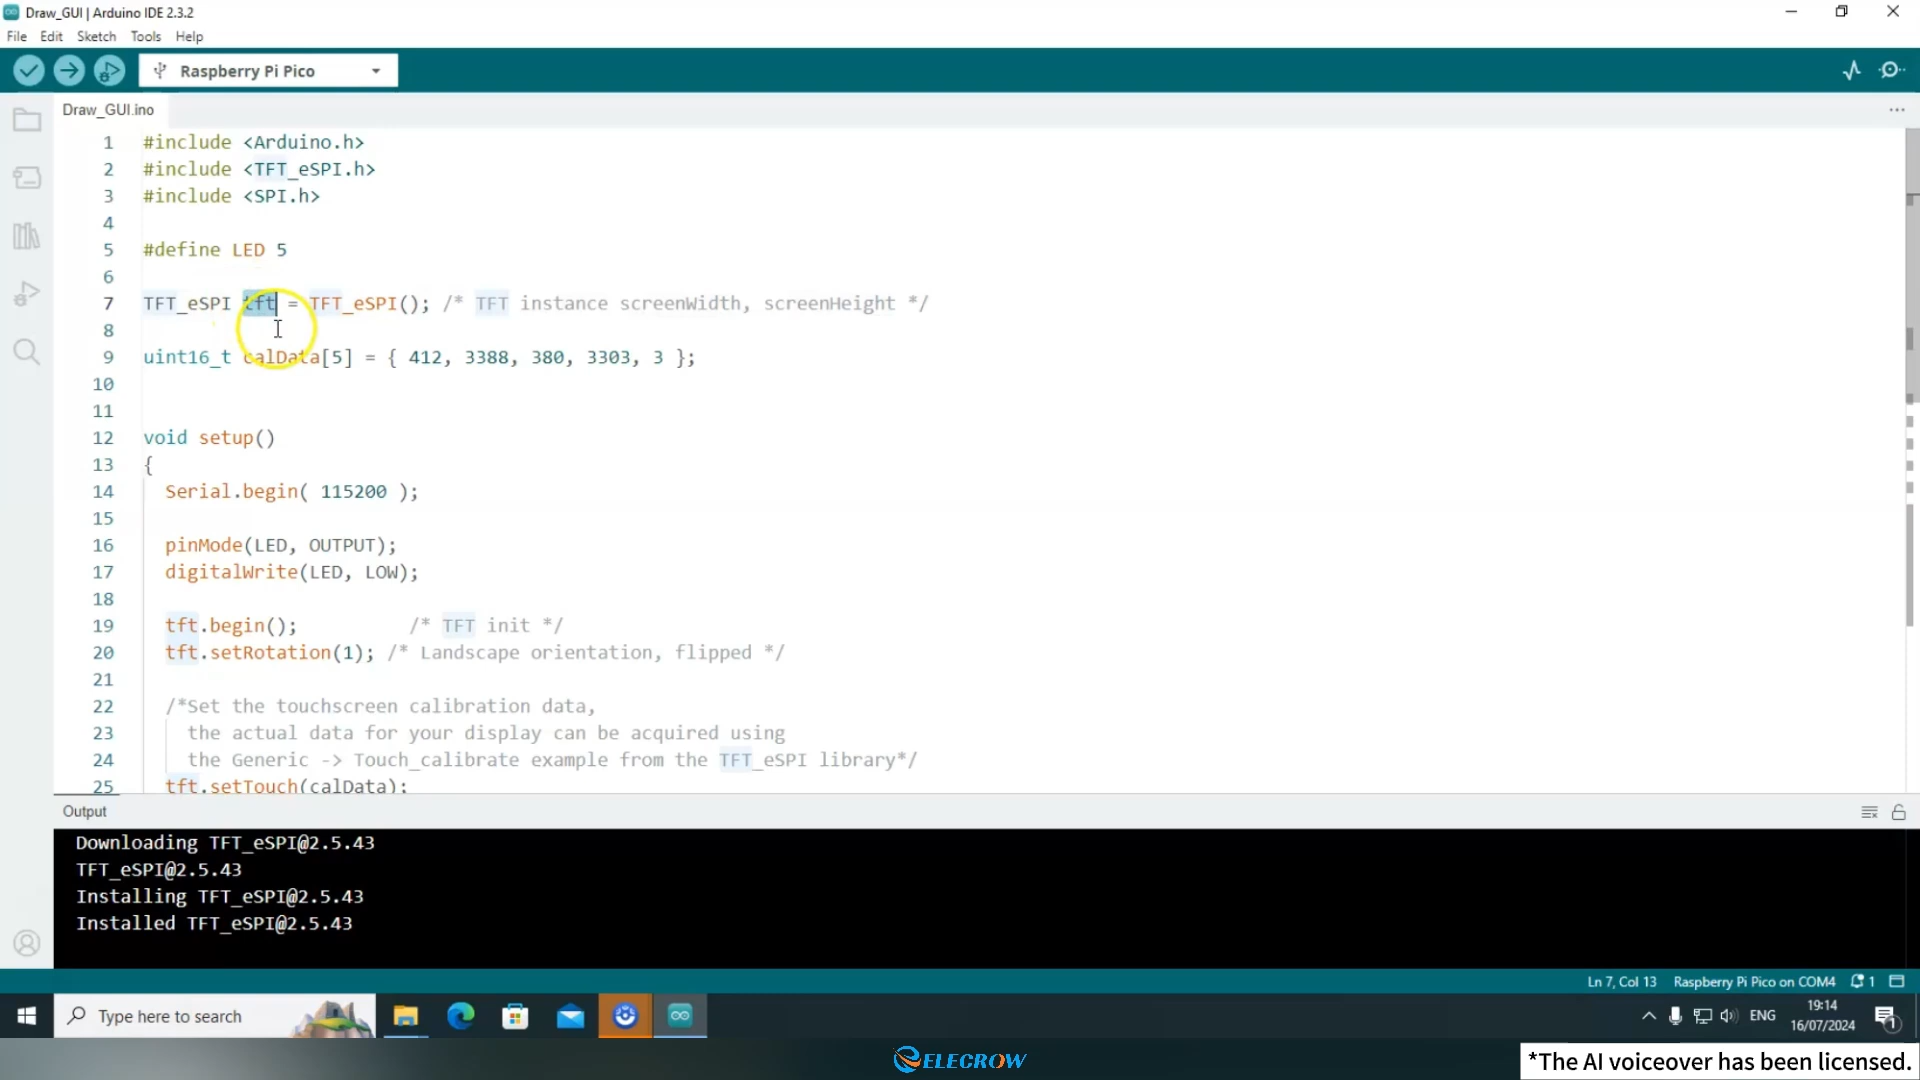 Draw_GUI | Arduino IDE 2.3.2
File Edit Sketch Tools Help
Raspberry Pi Pico
Draw_GUI.ino
1 #include <Arduino.h>
2 #include <TFT_eSPI.h>
3 #include <SPI.h>
4
5 #define LED 5
6
7 TFT_eSPI tft = TFT_eSPI(); /* TFT instance screenWidth, screenHeight */
8
9 uint16_t calData[5] = { 412, 3388, 380, 3303, 3 };
10
11
12 void setup()
13 {
14 Serial.begin( 115200 );
15
16 pinMode(LED, OUTPUT);
17 digitalWrite(LED, LOW);
18
19 tft.begin(); /* TFT init */
20 tft.setRotation(1); /* Landscape orientation, flipped */
21
22 /*Set the touchscreen calibration data,
23 the actual data for your display can be acquired using
24 the Generic -> Touch_calibrate example from the TFT_eSPI library*/
25 tft.setTouch(calData);
Output
Downloading TFT_eSPI@2.5.43
TFT_eSPI@2.5.43
Installing TFT_eSPI@2.5.43
Installed TFT_eSPI@2.5.43
Ln 7, Col 13 Raspberry Pi Pico on COM4 1
Type here to search
ENG
19:14
16/07/2024
1
ELECROW
*The AI voiceover has been licensed.